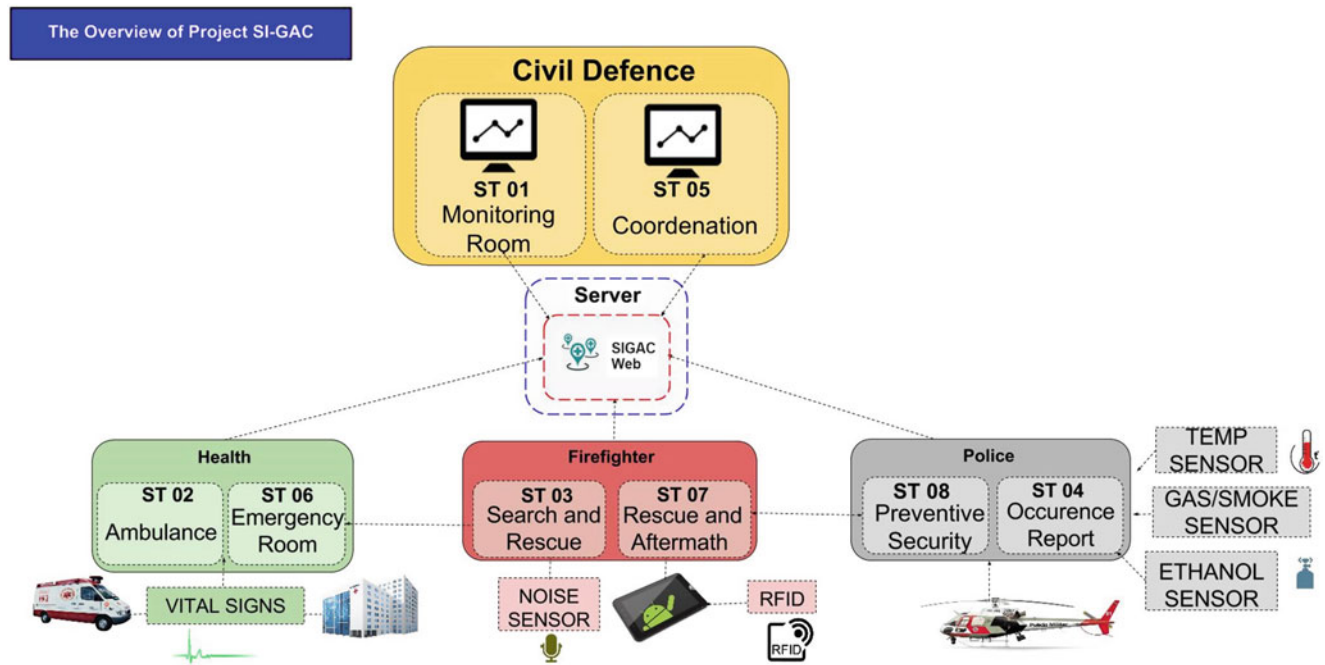 The Overview of Project SI-GAC
Civil Defence
ST 01
Monitoring
Room
ST 05
Coordenation
Server
SIGAC
Web
Health
ST 02
Ambulance
ST 06
Emergency
Room
VITAL SIGNS
Firefighter
ST 03
Search and
Rescue
ST 07
Rescue and
Aftermath
NOISE
SENSOR
RFID
RFID
Police
ST 08
Preventive
Security
ST 04
Occurence
Report
TEMP
SENSOR
GAS/SMOKE
SENSOR
ETHANOL
SENSOR